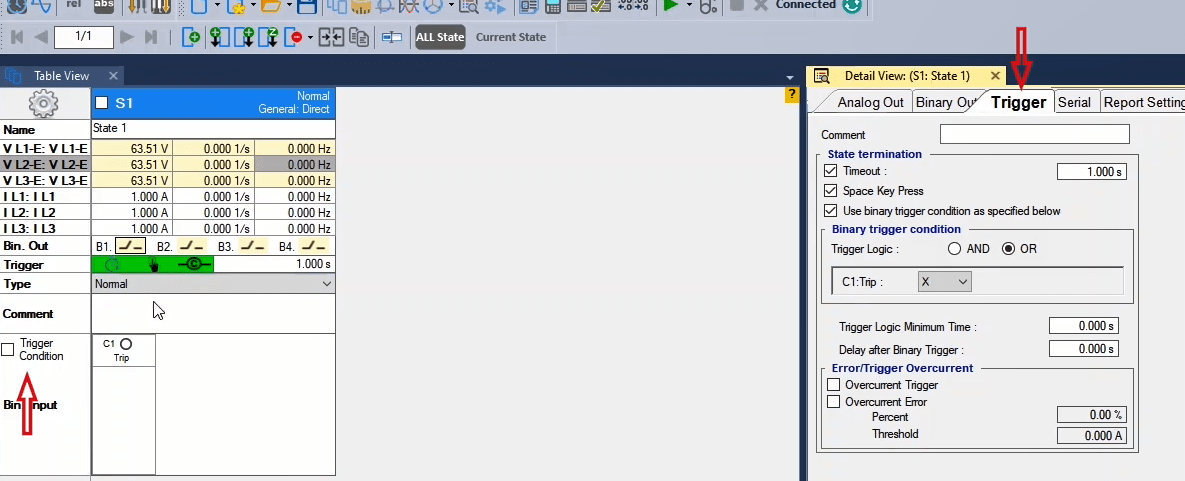 rel abs Connected
1/1 ALL State Current State
Table View
Detail View: (S1: State 1)
?
S1 Normal
General: Direct
Name State 1
V L1-E: V L1-E 63.51 V 0.000 1/s 0.000 Hz
V L2-E: V L2-E 63.51 V 0.000 1/s 0.000 Hz
V L3-E: V L3-E 63.51 V 0.000 1/s 0.000 Hz
I L1: I L1 1.000 A 0.000 1/s 0.000 Hz
I L2: I L2 1.000 A 0.000 1/s 0.000 Hz
I L3: I L3 1.000 A 0.000 1/s 0.000 Hz
Bin. Out B1. B2. B3. B4.
Trigger C 1.000 s
Type Normal
Comment
Trigger
Condition
C1
Trip
Bin Input
Analog Out Binary Out Trigger Serial Report Setting
Comment
State termination
Timeout : 1.000 s
Space Key Press
Use binary trigger condition as specified below
Binary trigger condition
Trigger Logic : AND OR
C1:Trip : X
Trigger Logic Minimum Time : 0.000 s
Delay after Binary Trigger : 0.000 s
Error/Trigger Overcurrent
Overcurrent Trigger
Overcurrent Error
Percent 0.00 %
Threshold 0.000 A